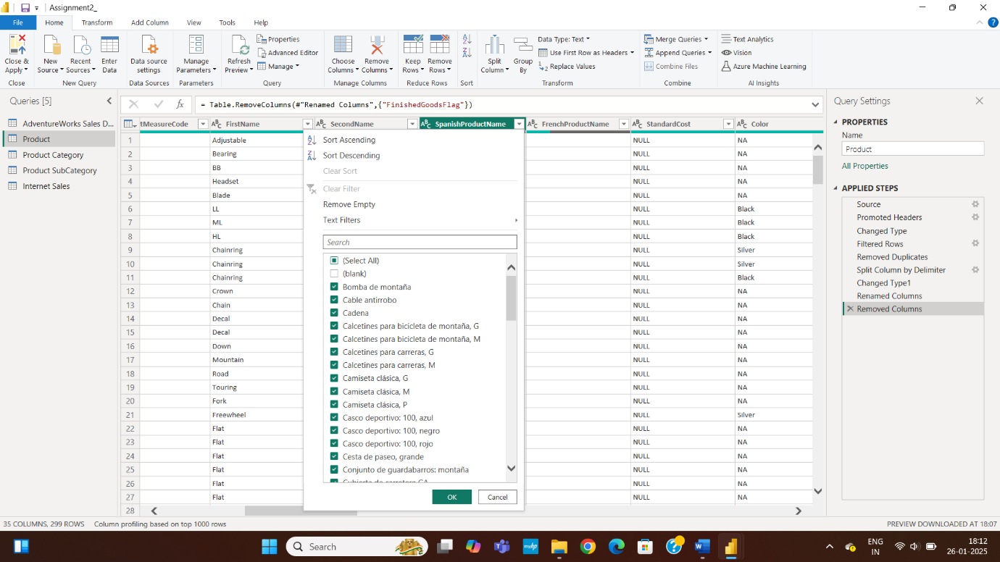 Assignment2_
File Home Transform Add Column View Tools Help
Close & Apply
New Source
Recent Sources
Enter Data
Data source settings
Manage Parameters
Refresh Preview
Properties
Advanced Editor
Manage
Choose Columns
Remove Columns
Keep Rows
Remove Rows
Split Column
Group By
Data Type: Text
Use First Row as Headers
Replace Values
Merge Queries
Append Queries
Combine Files
Text Analytics
Vision
Azure Machine Learning
Close New Query Data Sources Parameters Query Manage Columns Reduce Rows Sort Transform Combine AI Insights
Queries [5]
AdventureWorks Sales D...
Product
Product Category
Product SubCategory
Internet Sales
fx = Table.RemoveColumns(#"Renamed Columns",{"FinishedGoodsFlag"})
tMeasureCode FirstName SecondName SpanishProductName FrenchProductName StandardCost Color
1 Adjustable NULL NA
2 Bearing NULL NA
3 BB NULL NA
4 Headset NULL NA
5 Blade NULL NA
6 LL NULL Black
7 ML NULL Black
8 HL NULL Black
9 Chainring NULL Silver
10 Chainring NULL Silver
11 Chainring NULL Black
12 Crown NULL NA
13 Chain NULL NA
14 Decal NULL NA
15 Decal NULL NA
16 Down NULL NA
17 Mountain NULL NA
18 Road NULL NA
19 Touring NULL NA
20 Fork NULL NA
21 Freewheel NULL Silver
22 Flat NULL NA
23 Flat NULL NA
24 Flat NULL NA
25 Flat NULL NA
26 Flat NULL NA
27 Flat NULL NA
28
Sort Ascending
Sort Descending
Clear Sort
Clear Filter
Remove Empty
Text Filters
Search
(Select All)
(blank)
Bomba de montaña
Cable antirrobo
Cadena
Calcetines para bicicleta de montaña, G
Calcetines para bicicleta de montaña, M
Calcetines para carreras, G
Calcetines para carreras, M
Camiseta clásica, G
Camiseta clásica, M
Camiseta clásica, P
Casco deportivo: 100, azul
Casco deportivo: 100, negro
Casco deportivo: 100, rojo
Cesta de paseo, grande
Conjunto de guardabarros: montaña
OK Cancel
Query Settings
PROPERTIES
Name
Product
All Properties
APPLIED STEPS
Source
Promoted Headers
Changed Type
Filtered Rows
Removed Duplicates
Split Column by Delimiter
Changed Type1
Renamed Columns
Removed Columns
35 COLUMNS, 299 ROWS Column profiling based on top 1000 rows PREVIEW DOWNLOADED AT 18:07
Search
ENG
IN
18:12
26-01-2025